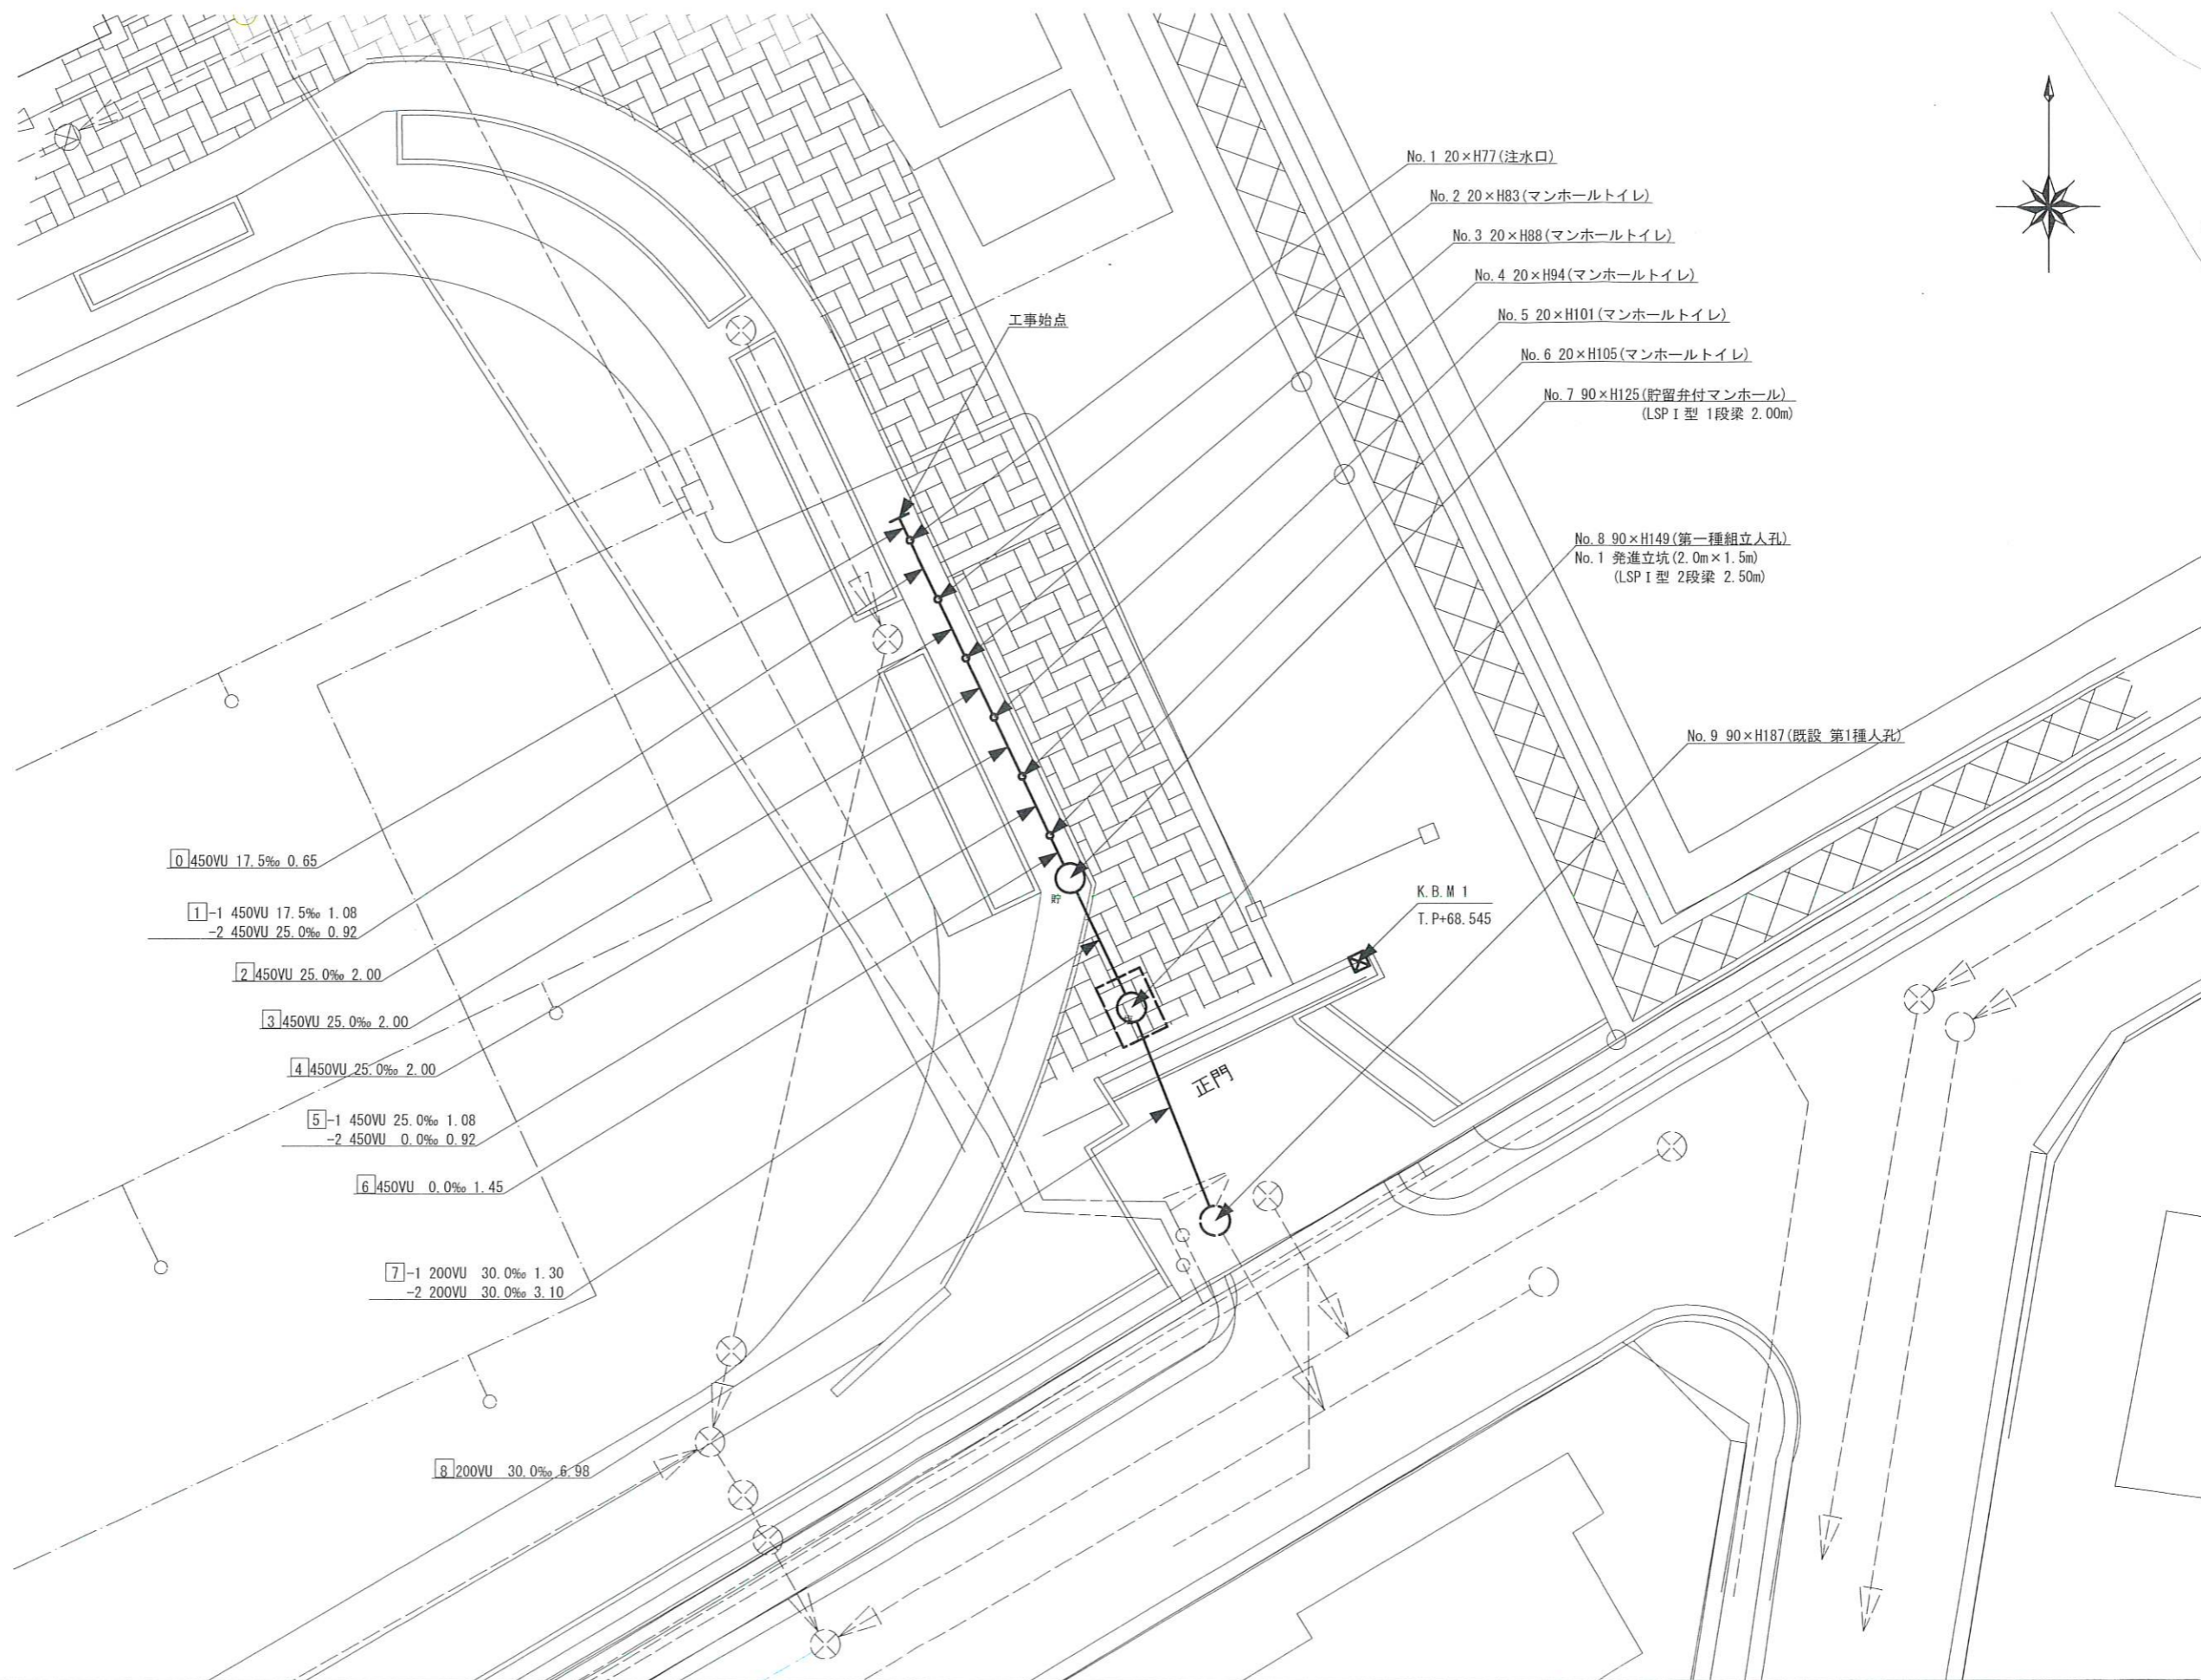 No.1 20×H77(注水口)
No.2 20×H83(マンホールトイレ)
No.3 20×H88(マンホールトイレ)
No.4 20×H94(マンホールトイレ)
No.5 20×H101(マンホールトイレ)
No.6 20×H105(マンホールトイレ)
No.7 90×H125(貯留弁付マンホール)
(LSPⅠ型 1段梁 2.00m)
工事始点
No.8 90×H149(第一種組立人孔)
No.1 発進立坑(2.0m×1.5m)
(LSPⅠ型 2段梁 2.50m)
No.9 90×H187(既設 第1種人孔)
0 450VU 17.5‰ 0.65
1 -1 450VU 17.5‰ 1.08
-2 450VU 25.0‰ 0.92
2 450VU 25.0‰ 2.00
3 450VU 25.0‰ 2.00
4 450VU 25.0‰ 2.00
5 -1 450VU 25.0‰ 1.08
-2 450VU 0.0‰ 0.92
6 450VU 0.0‰ 1.45
7 -1 200VU 30.0‰ 1.30
-2 200VU 30.0‰ 3.10
8 200VU 30.0‰ 6.98
貯
K.B.M 1
T.P+68.545
正門